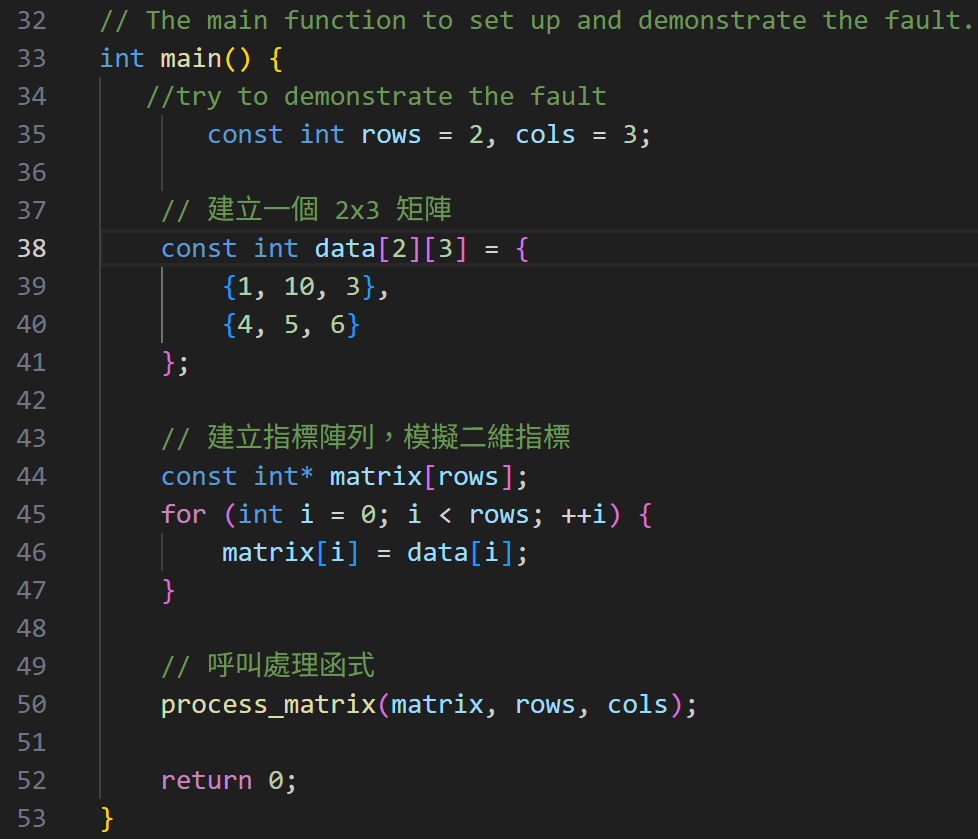 32 // The main function to set up and demonstrate the fault.
33 int main() {
34 //try to demonstrate the fault
35 const int rows = 2, cols = 3;
36
37 // 建立一個 2x3 矩陣
38 const int data[2][3] = {
39 {1, 10, 3},
40 {4, 5, 6}
41 };
42
43 // 建立指標陣列，模擬二維指標
44 const int* matrix[rows];
45 for (int i = 0; i < rows; ++i) {
46 matrix[i] = data[i];
47 }
48
49 // 呼叫處理函式
50 process_matrix(matrix, rows, cols);
51
52 return 0;
53 }